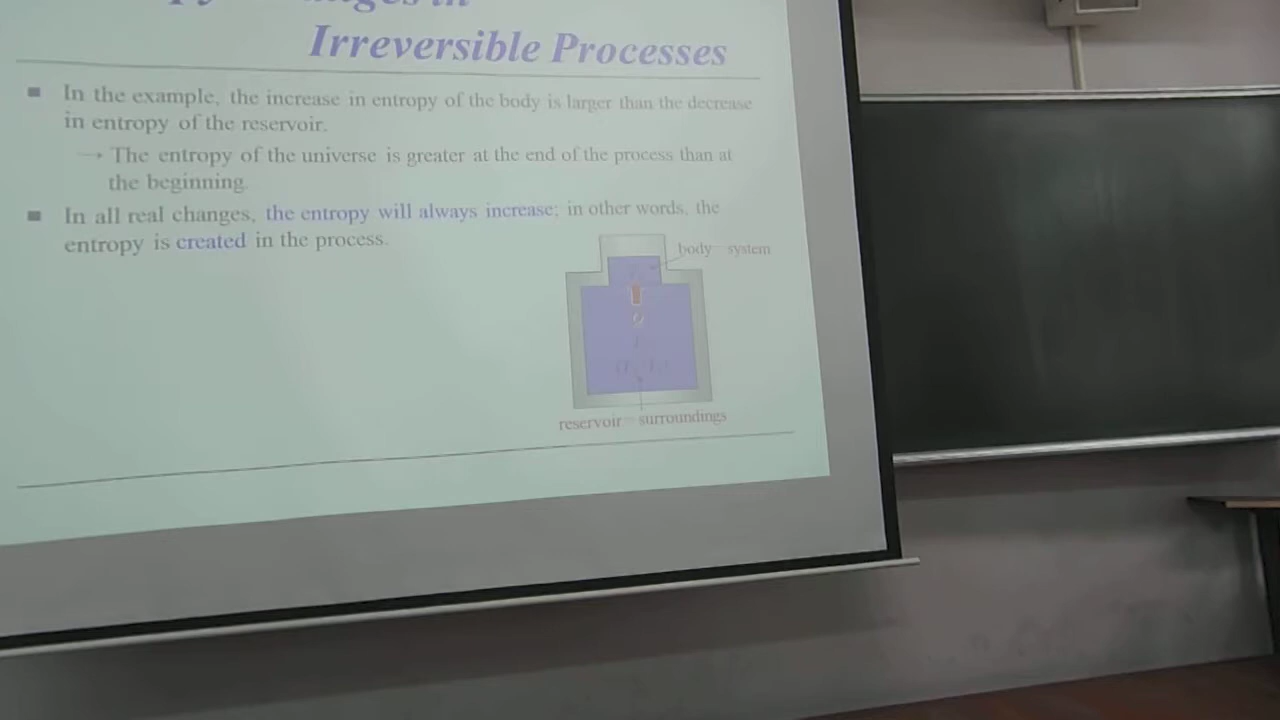 Irreversible Processes
In the example, the increase in entropy of the body is larger than the decrease
in entropy of the reservoir.
→ The entropy of the universe is greater at the end of the process than at
the beginning.
In all real changes, the entropy will always increase; in other words, the
entropy is created in the process.
body system
Q
reservoir surroundings